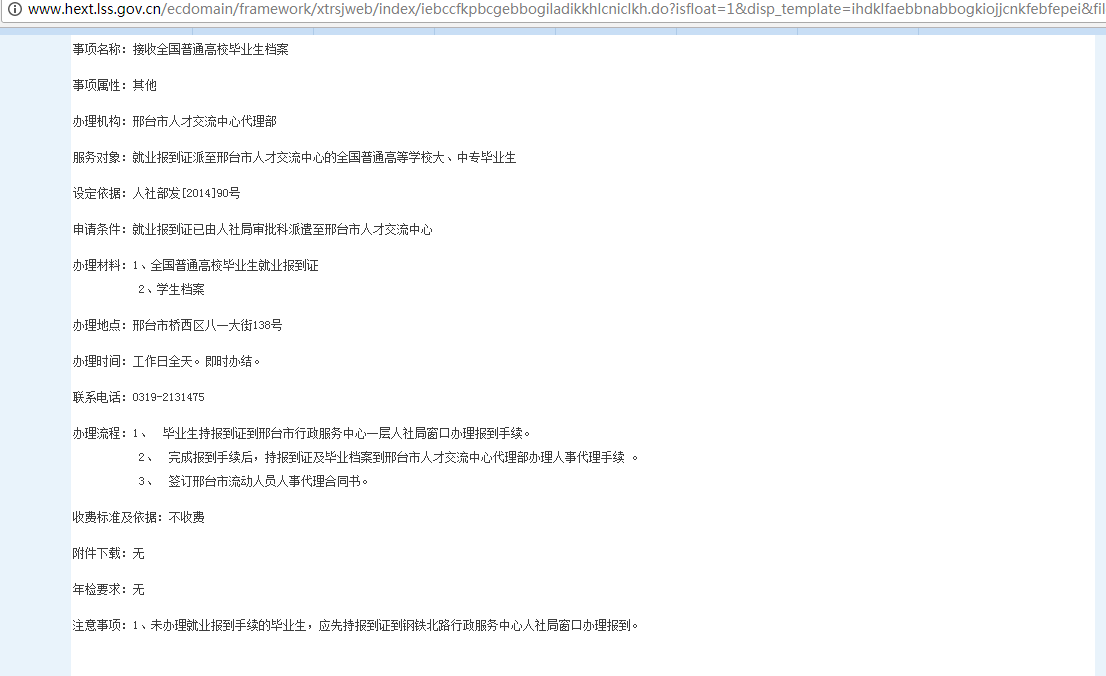 www.hext.lss.gov.cn/ecdomain/framework/xtrsjweb/index/iebccfkpbcgebbogiladikkhlcniclkh.do?isfloat=1&disp_template=ihdklfaebbnabbogkiojjcnkfebfepei&fil
事项名称：接收全国普通高校毕业生档案
事项属性：其他
办理机构：邢台市人才交流中心代理部
服务对象：就业报到证派至邢台市人才交流中心的全国普通高等学校大、中专毕业生
设定依据：人社部发[2014]90号
申请条件：就业报到证已由人社局审批科派遣至邢台市人才交流中心
办理材料：1、全国普通高校毕业生就业报到证
2、学生档案
办理地点：邢台市桥西区八一大街138号
办理时间：工作日全天。即时办结。
联系电话：0319-2131475
办理流程：1、 毕业生持报到证到邢台市行政服务中心一层人社局窗口办理报到手续。
2、 完成报到手续后，持报到证及毕业档案到邢台市人才交流中心代理部办理人事代理手续 。
3、 签订邢台市流动人员人事代理合同书。
收费标准及依据：不收费
附件下载：无
年检要求：无
注意事项：1、未办理就业报到手续的毕业生，应先持报到证到钢铁北路行政服务中心人社局窗口办理报到。